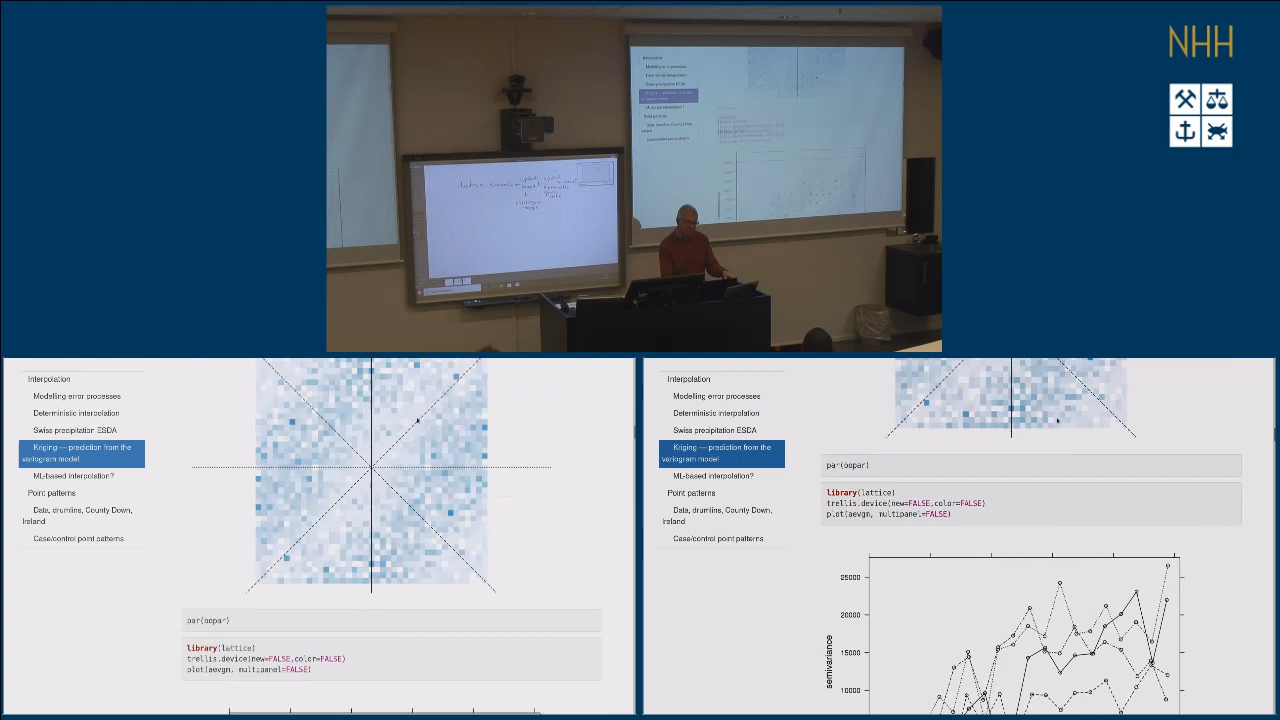 NHH
Interpolation
Modelling error processes
Deterministic interpolation
Swiss precipitation ESDA
Kriging — prediction from the
variogram model
ML-based interpolation?
Point patterns
Data, drumlins, County Down,
Ireland
Case/control point patterns
par(oopar)
library(lattice)
trellis.device(new=FALSE,color=FALSE)
plot(aevgm, multipanel=FALSE)
Interpolation
Modelling error processes
Deterministic interpolation
Swiss precipitation ESDA
Kriging — prediction from the
variogram model
ML-based interpolation?
Point patterns
Data, drumlins, County Down,
Ireland
Case/control point patterns
par(oopar)
library(lattice)
trellis.device(new=FALSE,color=FALSE)
plot(aevgm, multipanel=FALSE)
25000
20000
15000
10000
semivariance